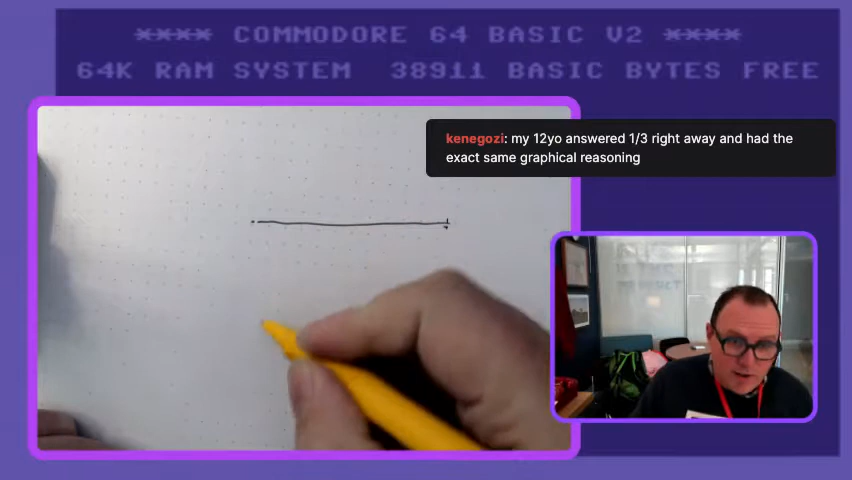 **** COMMODORE 64 BASIC V2 ****
64K RAM SYSTEM 38911 BASIC BYTES FREE
kenegozi: my 12yo answered 1/3 right away and had the
exact same graphical reasoning